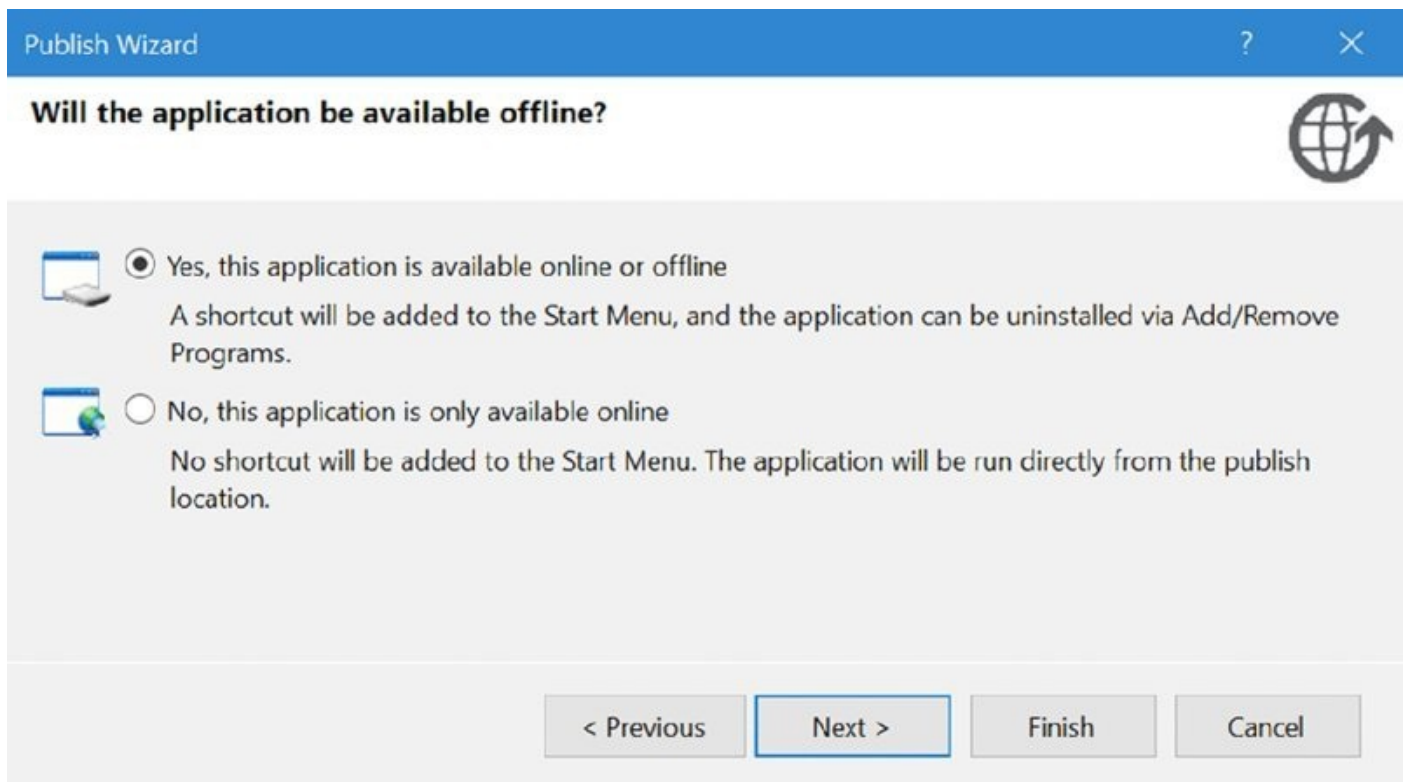 Publish Wizard ?
Will the application be available offline?
Yes, this application is available online or offline
A shortcut will be added to the Start Menu, and the application can be uninstalled via Add/Remove
Programs.
No, this application is only available online
No shortcut will be added to the Start Menu. The application will be run directly from the publish
location.
< Previous Next > Finish Cancel